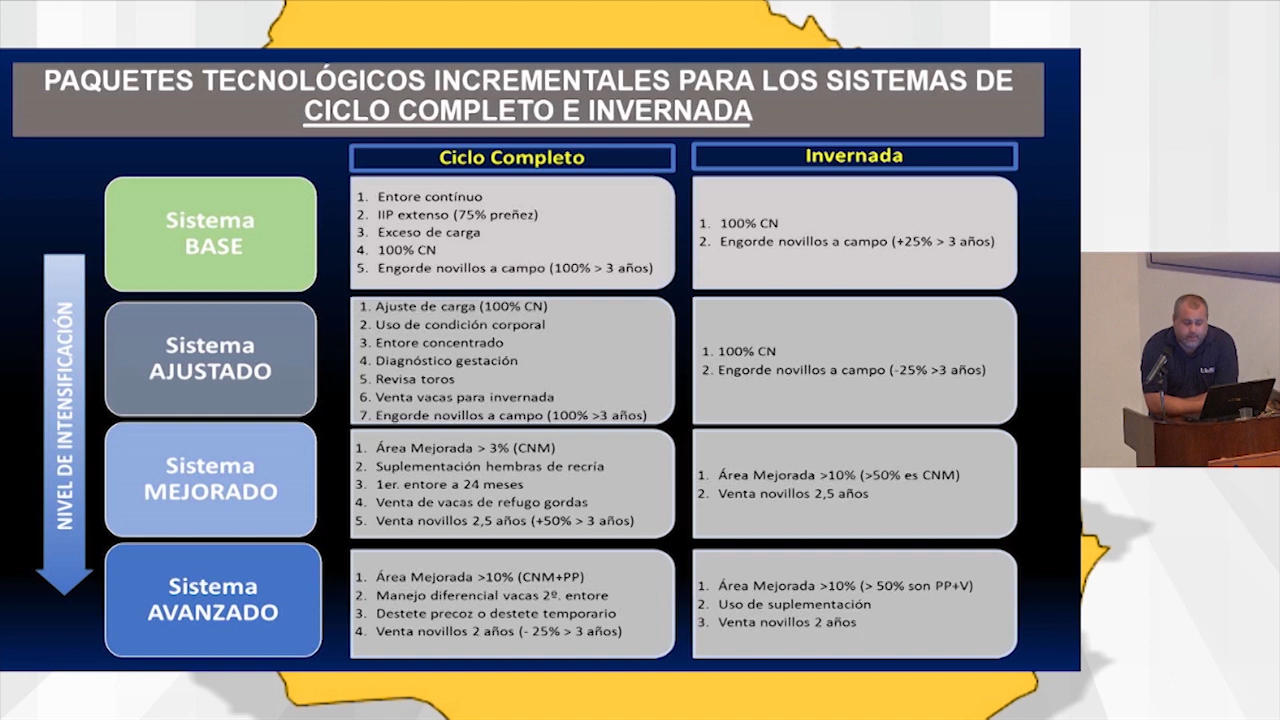 PAQUETES TECNOLÓGICOS INCREMENTALES PARA LOS SISTEMAS DE
CICLO COMPLETO E INVERNADA
Ciclo Completo
Invernada
NIVEL DE INTENSIFICACIÓN
Sistema
BASE
1. Entore contínuo
2. IIP extenso (75% preñez)
3. Exceso de carga
4. 100% CN
5. Engorde novillos a campo (100% > 3 años)
1. 100% CN
2. Engorde novillos a campo (+25% > 3 años)
Sistema
AJUSTADO
1. Ajuste de carga (100% CN)
2. Uso de condición corporal
3. Entore concentrado
4. Diagnóstico gestación
5. Revisa toros
6. Venta vacas para invernada
7. Engorde novillos a campo (100% >3 años)
1. 100% CN
2. Engorde novillos a campo (-25% >3 años)
Sistema
MEJORADO
1. Área Mejorada > 3% (CNM)
2. Suplementación hembras de recría
3. 1er. entore a 24 meses
4. Venta de vacas de refugo gordas
5. Venta novillos 2,5 años (+50% > 3 años)
1. Área Mejorada >10% (>50% es CNM)
2. Venta novillos 2,5 años
Sistema
AVANZADO
1. Área Mejorada >10% (CNM+PP)
2. Manejo diferencial vacas 2º. entore
3. Destete precoz o destete temporario
4. Venta novillos 2 años (- 25% > 3 años)
1. Área Mejorada >10% (> 50% son PP+V)
2. Uso de suplementación
3. Venta novillos 2 años